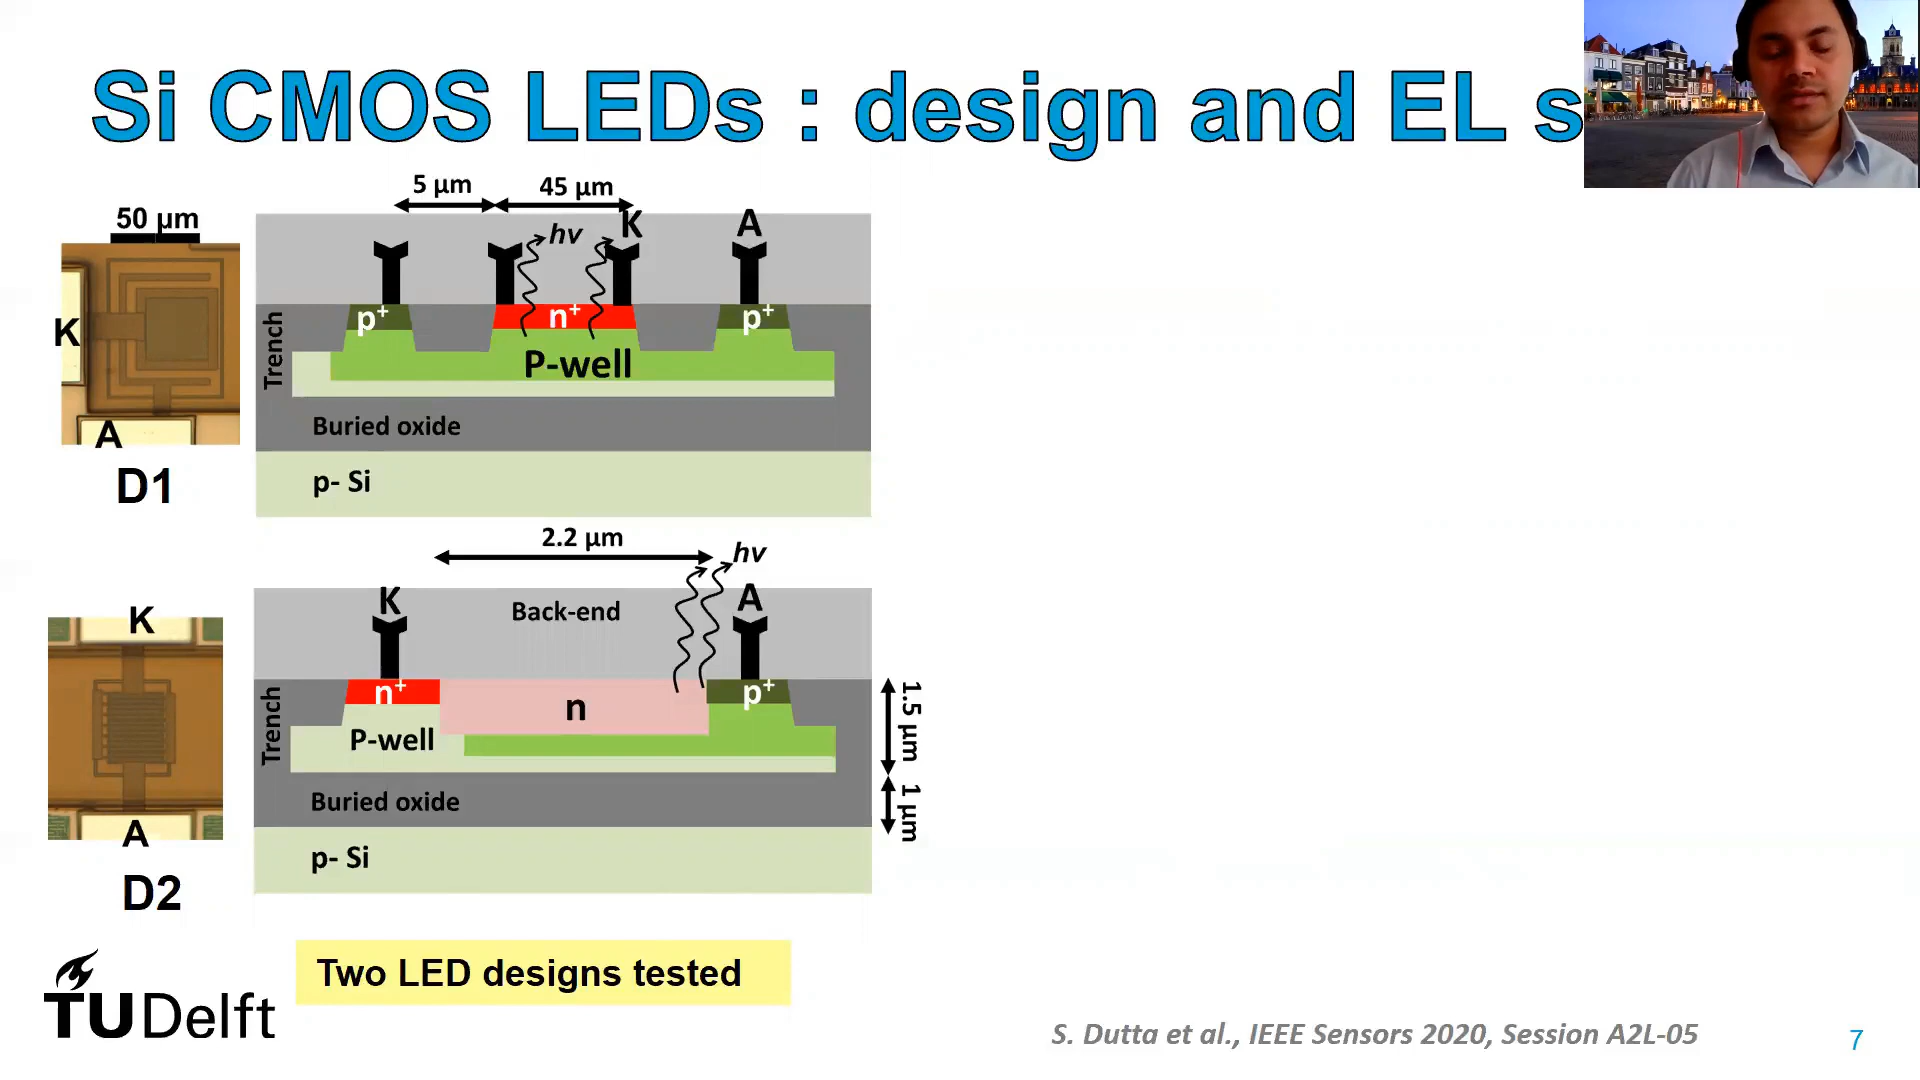 Si CMOS LEDs : design and EL s
5 µm
45 µm
50 µm
K
A
hν
p+
n+
p+
Trench
P-well
K
Buried oxide
A
p- Si
D1
2.2 µm
hν
K
Back-end
A
K
n+
n
p+
Trench
P-well
1.5 µm
Buried oxide
1 µm
A
p- Si
D2
Two LED designs tested
TUDelft
S. Dutta et al., IEEE Sensors 2020, Session A2L-05
7